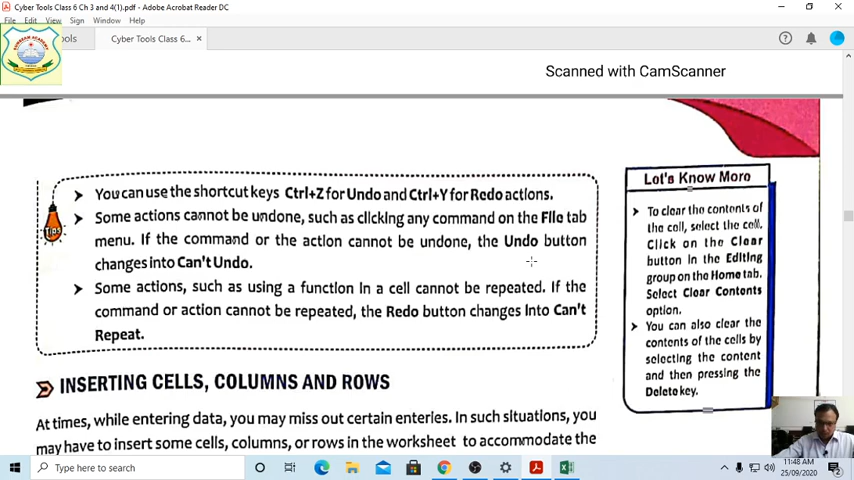 Cyber Tools Class 6 Ch 3 and 4(1).pdf - Adobe Acrobat Reader DC
File Edit View Sign Window Help
ools
Cyber Tools Class 6...
Scanned with CamScanner
You can use the shortcut keys Ctrl+Z for Undo and Ctrl+Y for Redo actions.
Some actions cannot be undone, such as clicking any command on the File tab
menu. If the command or the action cannot be undone, the Undo button
changes into Can't Undo.
Some actions, such as using a function in a cell cannot be repeated. If the
command or action cannot be repeated, the Redo button changes into Can't
Repeat.
Tips
INSERTING CELLS, COLUMNS AND ROWS
At times, while entering data, you may miss out certain enteries. In such situations, you
may have to insert some cells, columns, or rows in the worksheet to accommodate the
Let's Know More
To clear the contents of
the cell, select the cell.
Click on the Clear
button in the Editing
group on the Home tab.
Select Clear Contents
option.
You can also clear the
contents of the cells by
selecting the content
and then pressing the
Delete key.
Type here to search
11:48 AM
25/09/2020
2